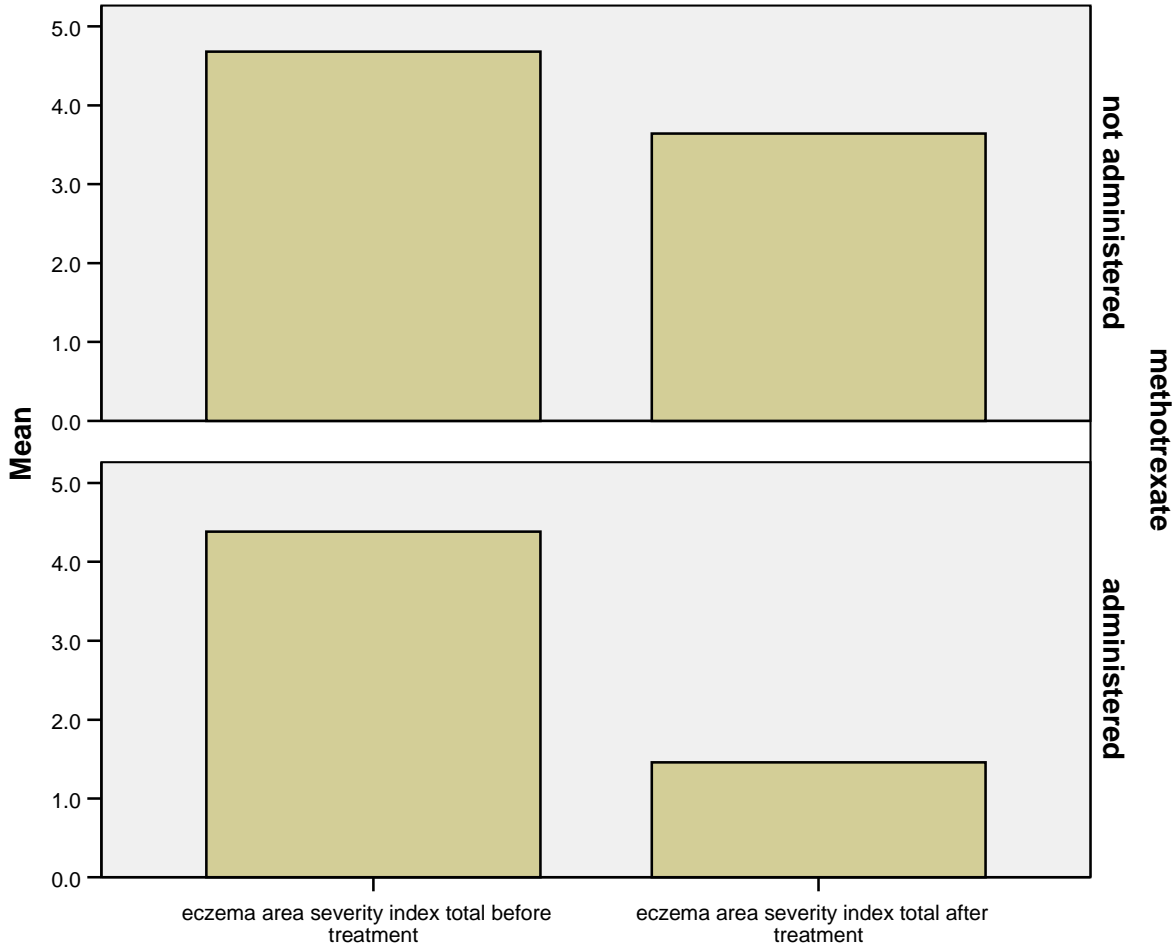 5.0
4.0
3.0
2.0
1.0
0.0
not administered
Mean
methotrexate
5.0
4.0
3.0
2.0
1.0
0.0
administered
eczema area severity index total before
treatment
eczema area severity index total after
treatment